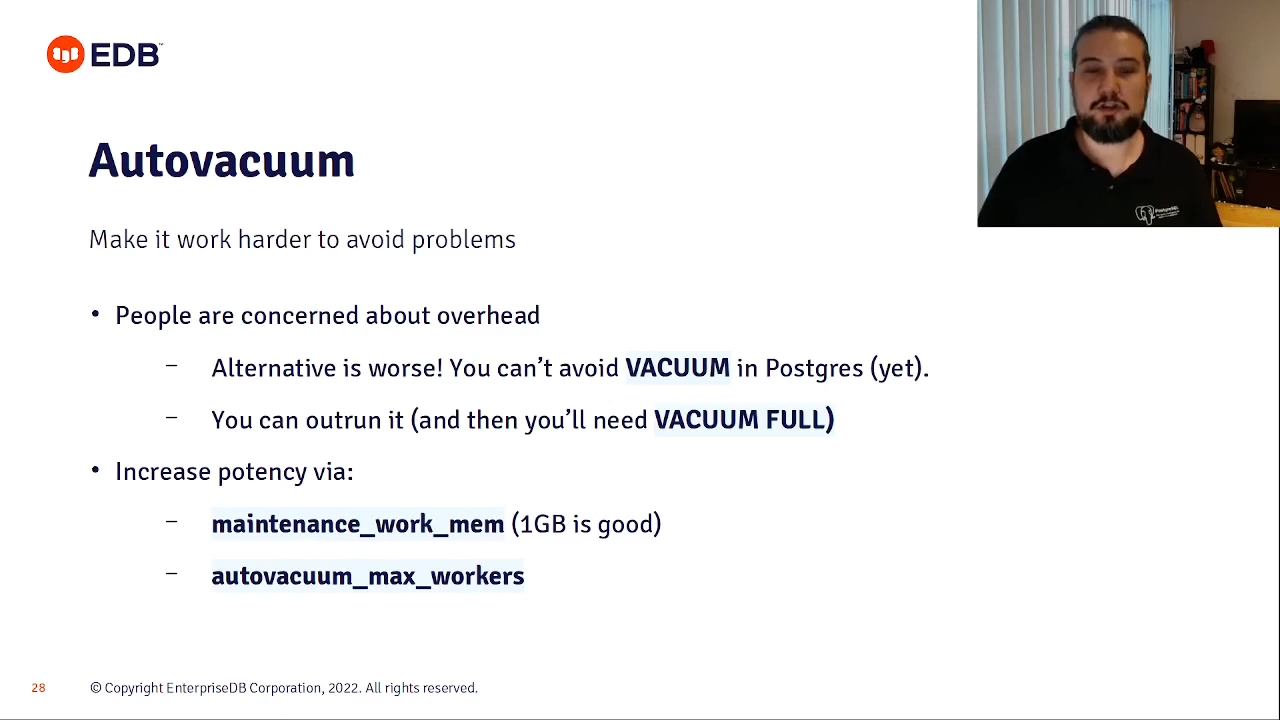 EDB™
Autovacuum
Make it work harder to avoid problems
• People are concerned about overhead
– Alternative is worse! You can’t avoid VACUUM in Postgres (yet).
– You can outrun it (and then you’ll need VACUUM FULL)
• Increase potency via:
– maintenance_work_mem (1GB is good)
– autovacuum_max_workers
28 © Copyright EnterpriseDB Corporation, 2022. All rights reserved.
PostgreSQL